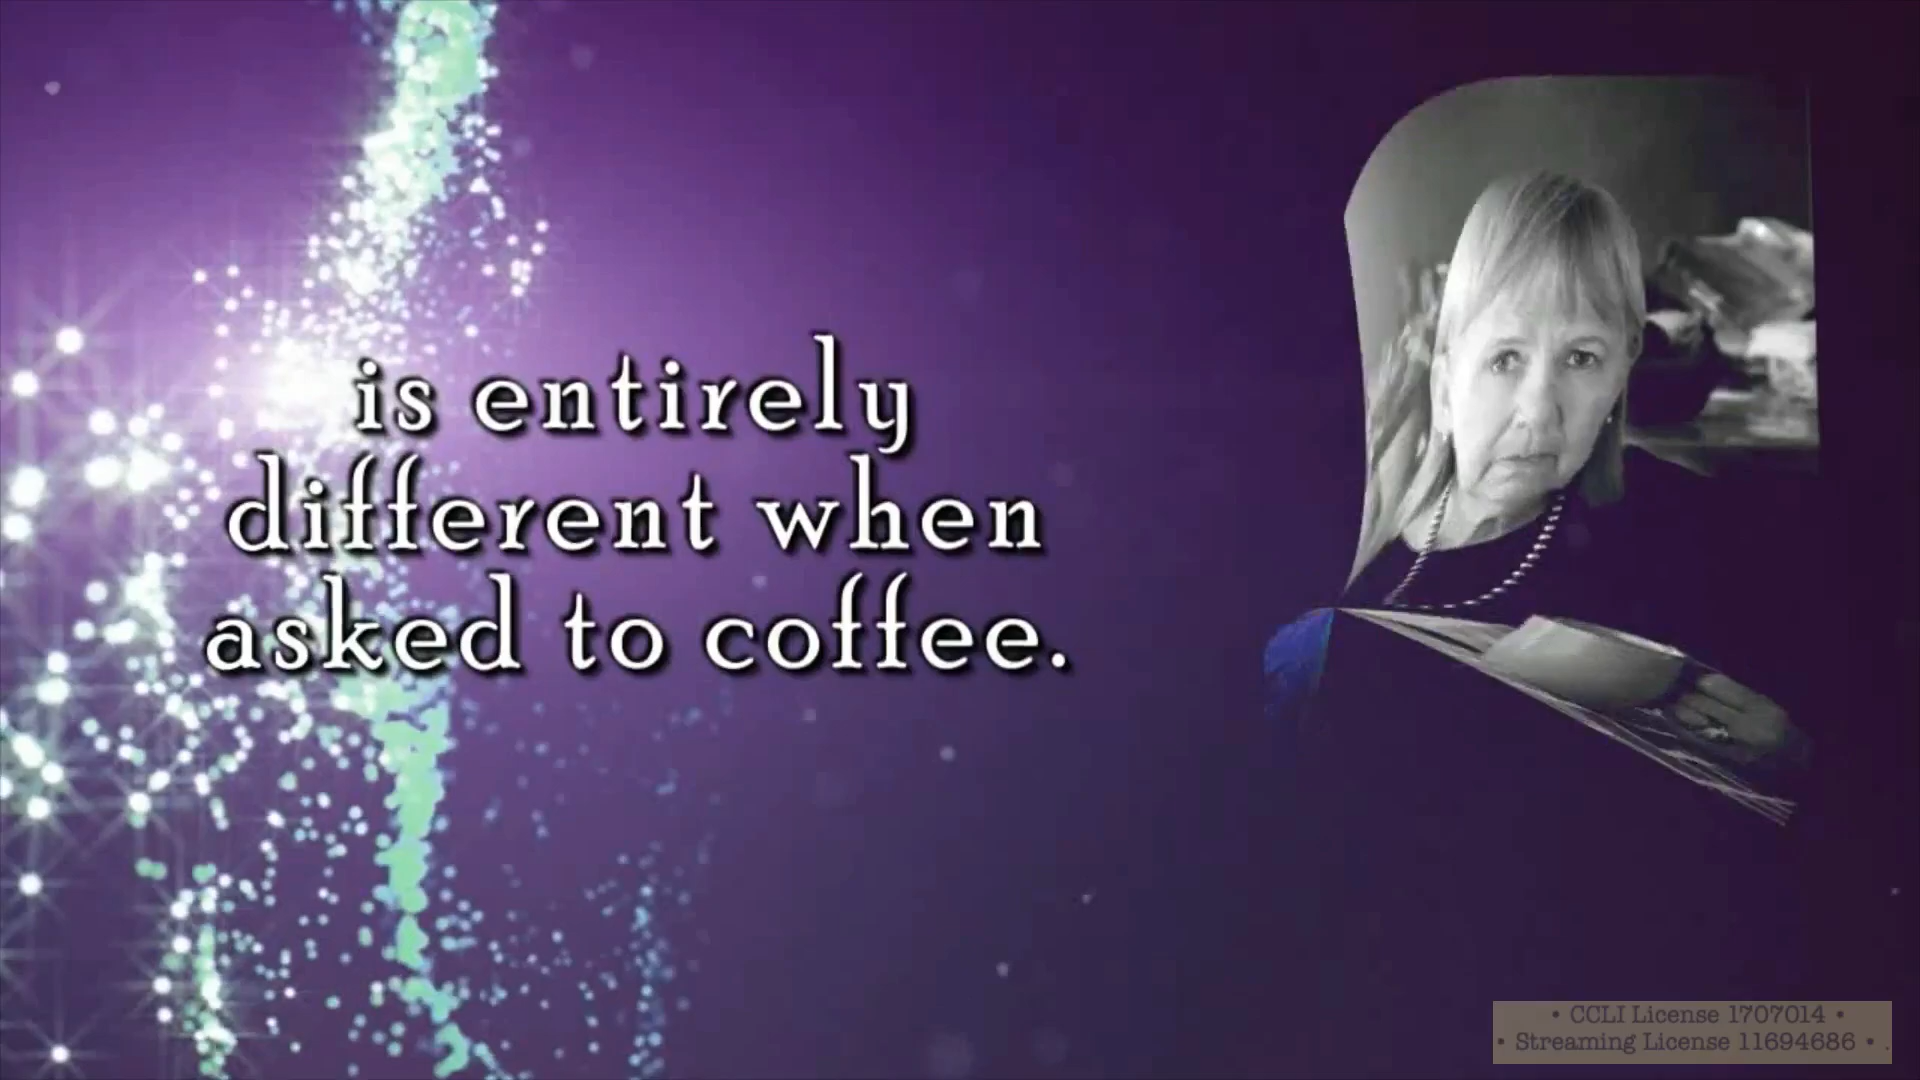 is entirely
different when
asked to coffee.
• CCLI License 1707014 •
• Streaming License 11694686 • .